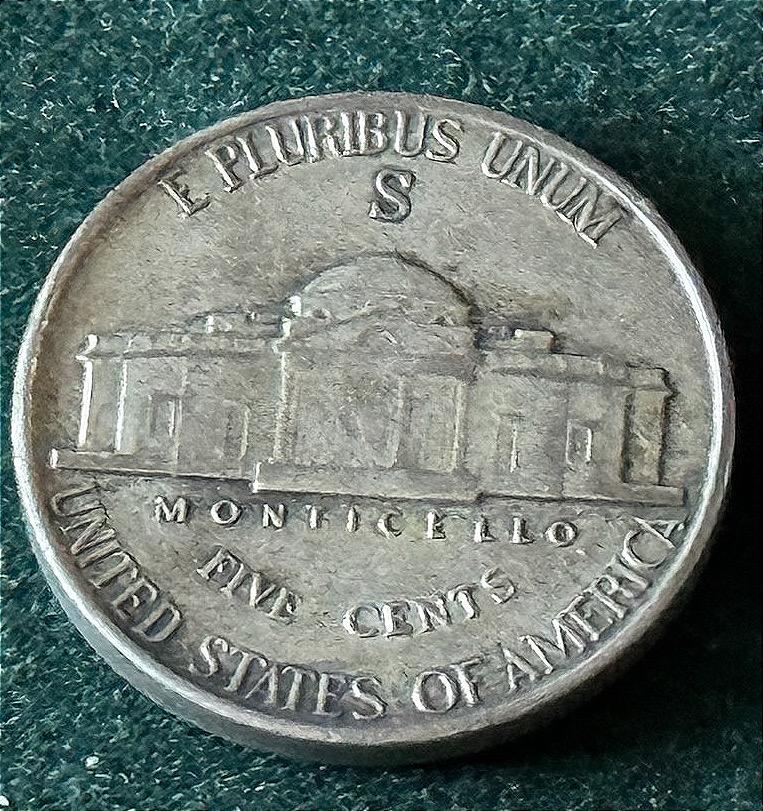 E PLURIBUS UNUM
S
MONTICELLO
FIVE CENTS
UNITED STATES OF AMERICA